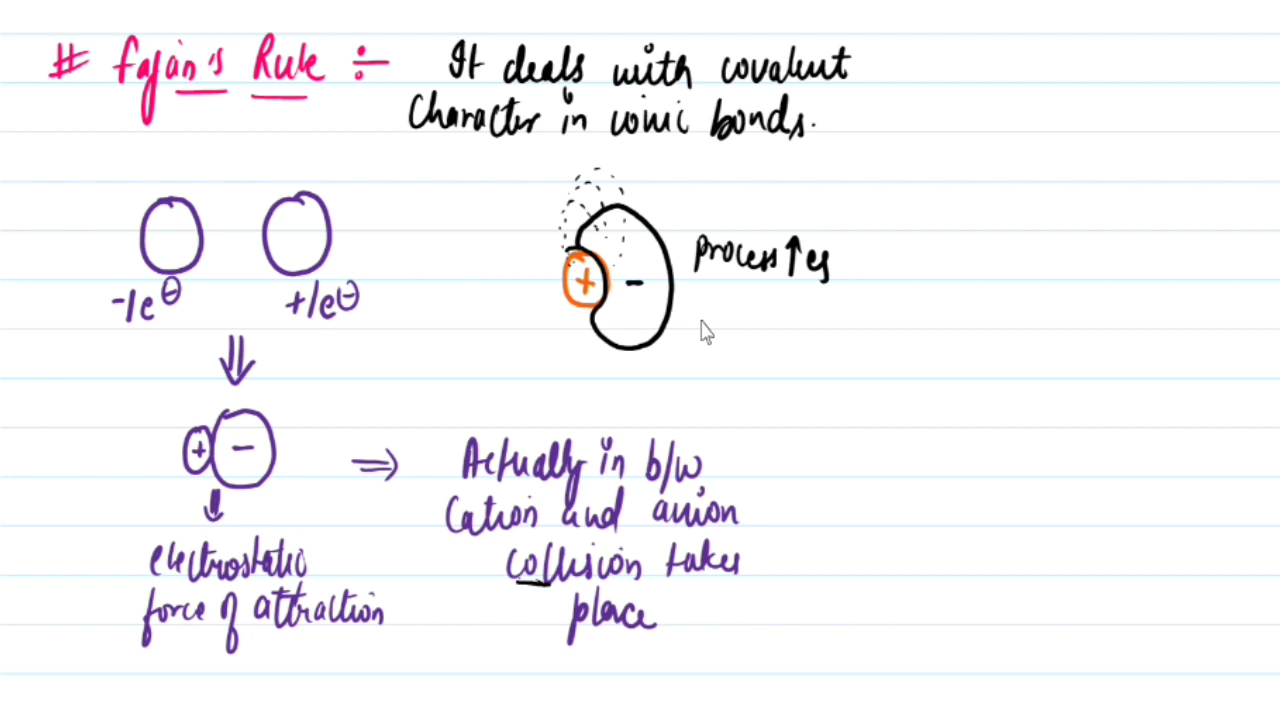 # Fajan's Rule ÷ It deals with covalent
Character in ionic bonds.
+ -
Process ↑es
-1e⊖ +1e⊖
⇓
+ -
⇒ Actually in b/w
Cation and anion
collision takes
place
↓
electrostatic
force of attraction